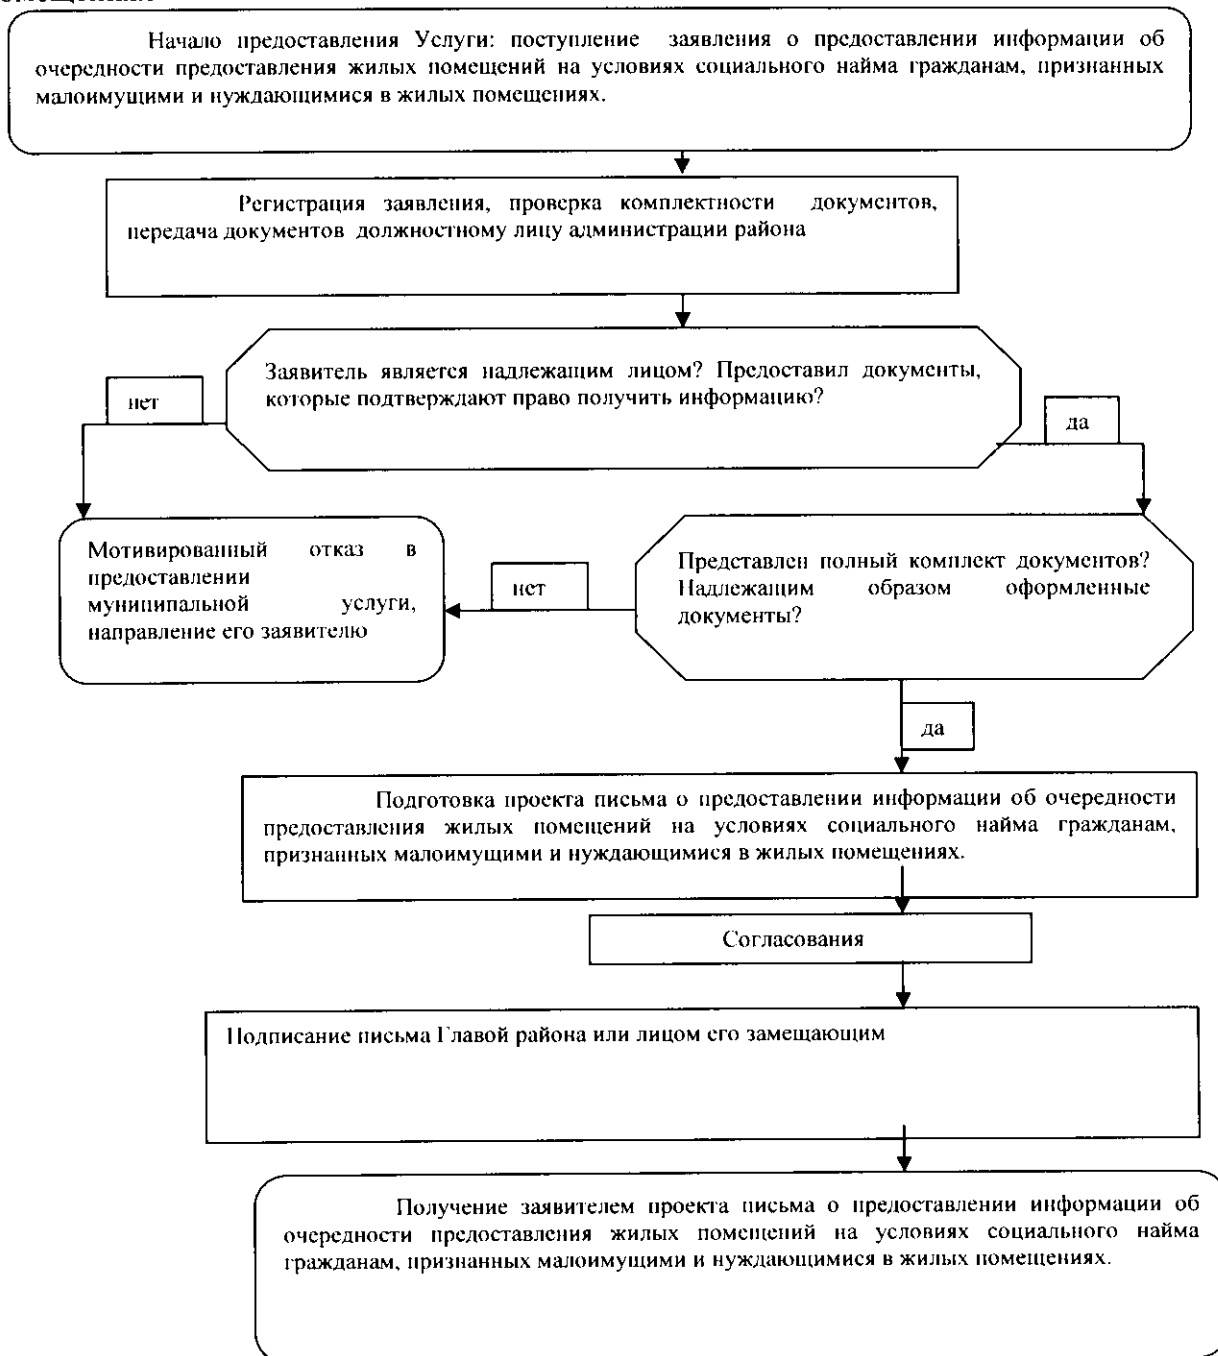 Начало предоставления Услуги: поступление заявления о предоставлении информации об
очередности предоставления жилых помещений на условиях социального найма гражданам, признанных
малоимущими и нуждающимися в жилых помещениях.
Регистрация заявления, проверка комплектности документов,
передача документов должностному лицу администрации района
Заявитель является надлежащим лицом? Предоставил документы,
которые подтверждают право получить информацию?
нет
да
Мотивированный отказ в
предоставлении
муниципальной услуги,
направление его заявителю
нет
Представлен полный комплект документов?
Надлежащим образом оформленные
документы?
да
Подготовка проекта письма о предоставлении информации об очередности
предоставления жилых помещений на условиях социального найма гражданам,
признанных малоимущими и нуждающимися в жилых помещениях.
Согласования
Подписание письма Главой района или лицом его замещающим
Получение заявителем проекта письма о предоставлении информации об
очередности предоставления жилых помещений на условиях социального найма
гражданам, признанных малоимущими и нуждающимися в жилых помещениях.